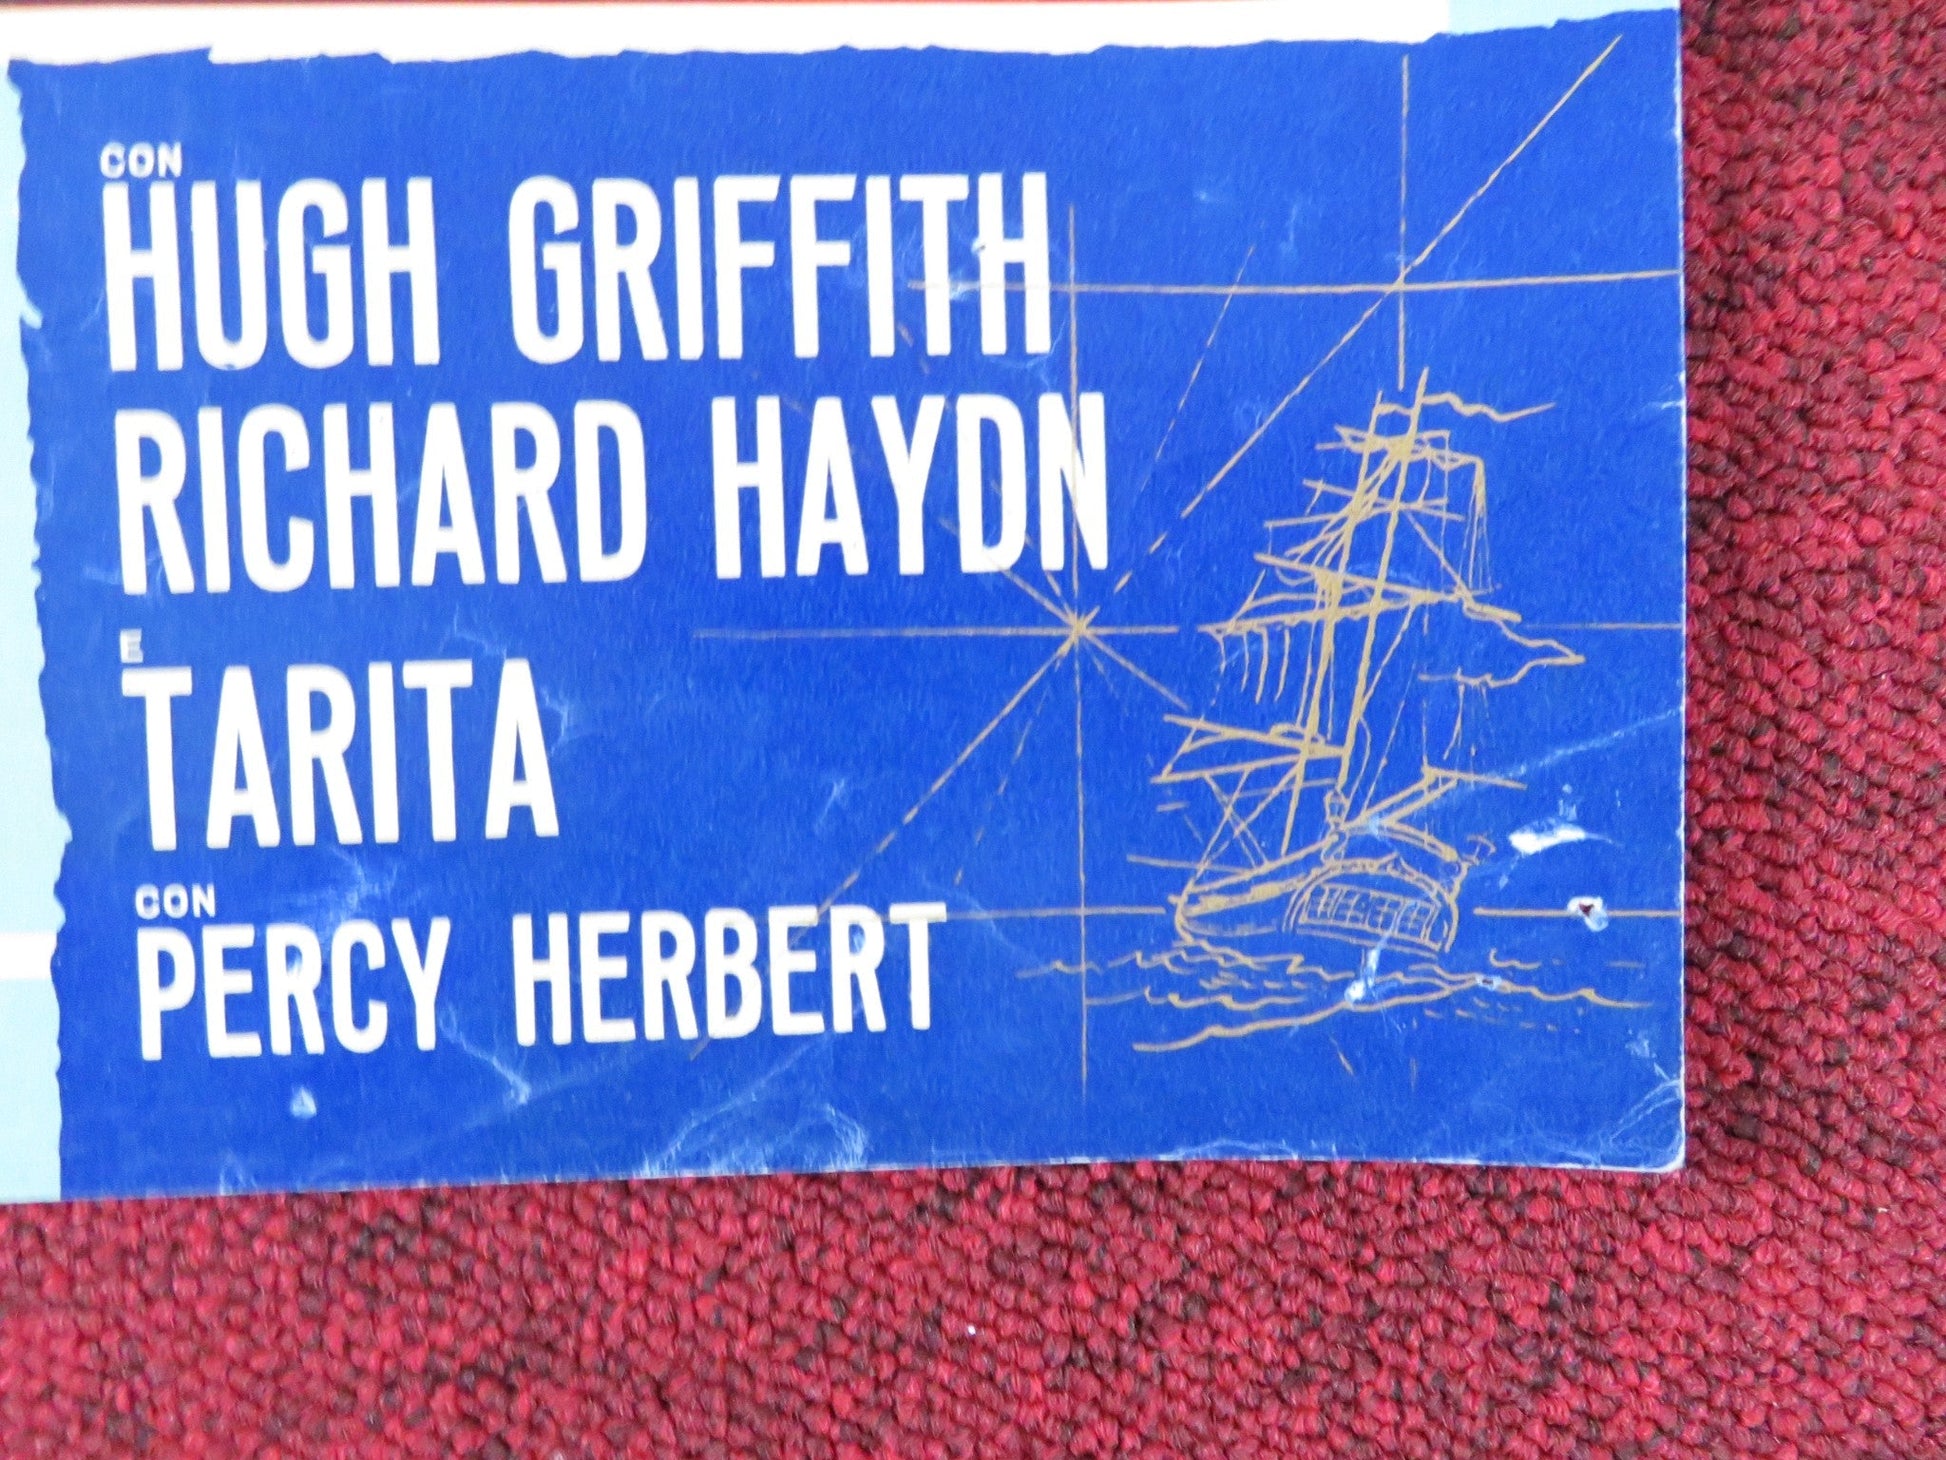 CON
HUGH GRIFFITH
RICHARD HAYDN
E
TARITA
CON
PERCY HERBERT